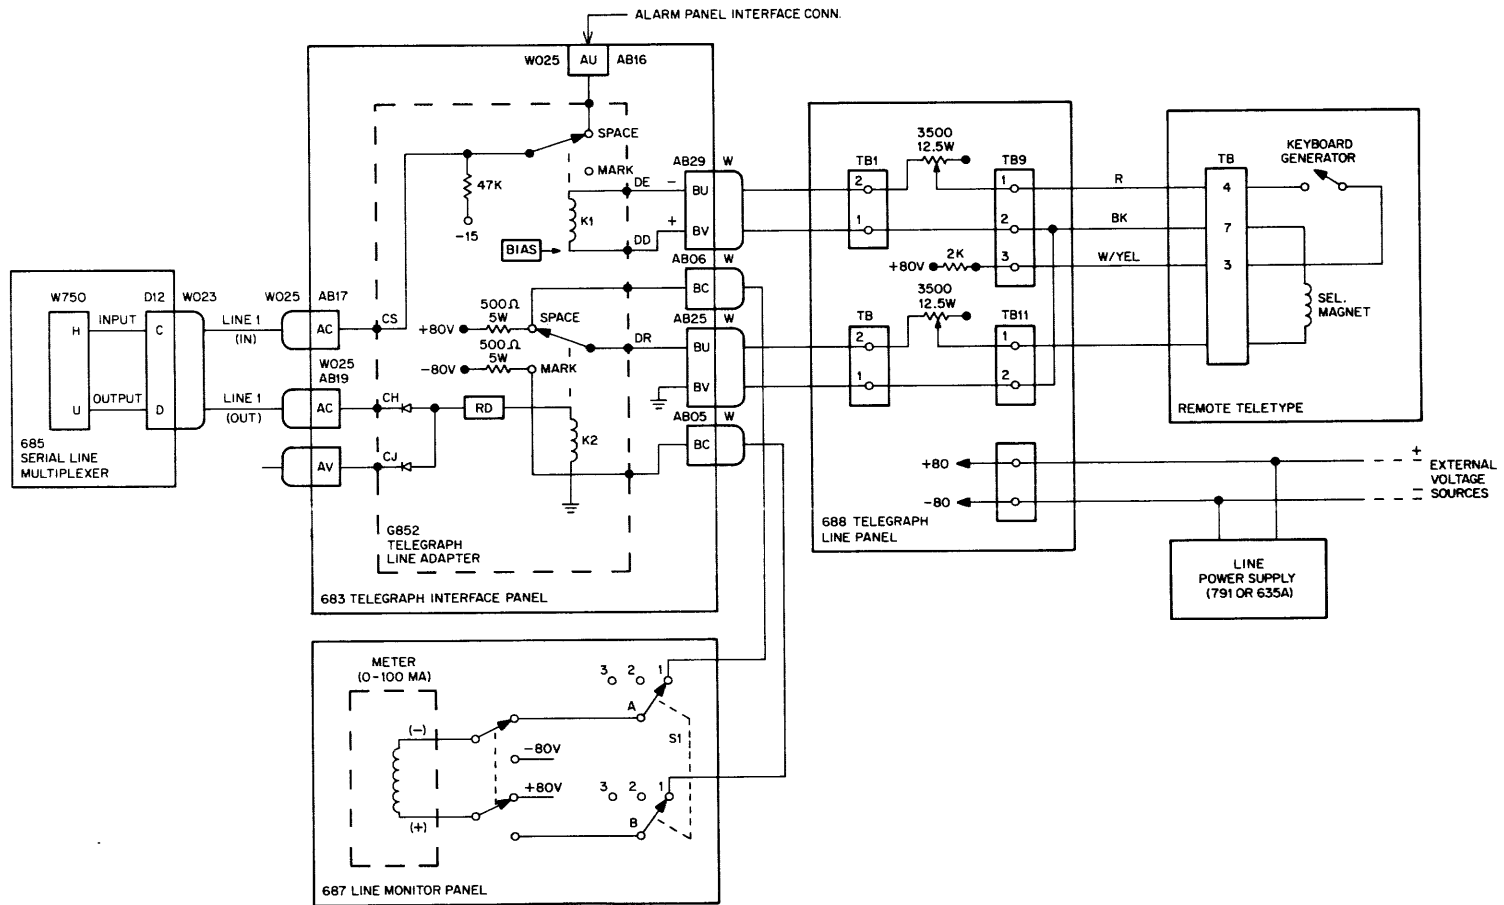 ALARM PANEL INTERFACE CONN.
W025 AU AB16
SPACE
MARK
47K
-15
K1
BIAS
DE
DD
AB29 W
- BU
+ BV
AB06 W
BC
AB25 W
BU
BV
AB05 W
BC
500Ω
5W
+80V
SPACE
500Ω
5W
-80V
MARK
DR
RD
K2
CS
CH
CJ
G852
TELEGRAPH
LINE ADAPTER
683 TELEGRAPH INTERFACE PANEL
W750 D12 W023
H INPUT C
U OUTPUT D
685
SERIAL LINE
MULTIPLEXER
LINE 1
(IN)
LINE 1
(OUT)
W025 AB17
AC
W025
AB19
AC
AV
3500
12.5W
TB1
2
1
TB9
1
2
3
2K
+80V
3500
12.5W
TB
2
1
TB11
1
2
+80
-80
688 TELEGRAPH
LINE PANEL
R
BK
W/YEL
KEYBOARD
GENERATOR
TB
4
7
3
SEL.
MAGNET
REMOTE TELETYPE
+
EXTERNAL
VOLTAGE
SOURCES
-
LINE
POWER SUPPLY
(791 OR 635A)
METER
(0-100 MA)
(-)
(+)
-80V
+80V
3 2 1
A
S1
3 2 1
B
687 LINE MONITOR PANEL